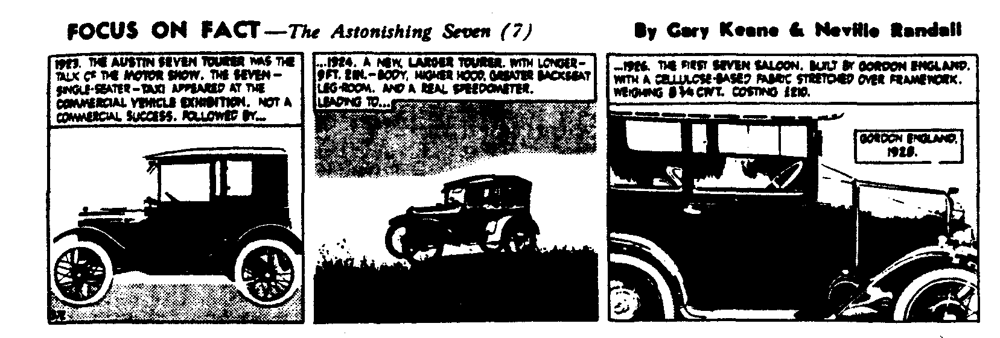 FOCUS ON FACT—The Astonishing Seven (7)
By Gary Keane & Neville Randall
1923. THE AUSTIN SEVEN TOURER WAS THE
TALK OF THE MOTOR SHOW. THE SEVEN—
SINGLE-SEATER—TAXI APPEARED AT THE
COMMERCIAL VEHICLE EXHIBITION. NOT A
COMMERCIAL SUCCESS. FOLLOWED BY...
...1924. A NEW, LARGER TOURER. WITH LONGER—
9FT. 2IN.—BODY, HIGHER HOOD, GREATER BACKSEAT
LEG-ROOM. AND A REAL SPEEDOMETER.
LEADING TO...
...1926. THE FIRST SEVEN SALOON. BUILT BY GORDON ENGLAND.
WITH A CELLULOSE-BASED FABRIC STRETCHED OVER FRAMEWORK.
WEIGHING 8 3/4 CWT. COSTING £210.
GORDON ENGLAND,
1928.